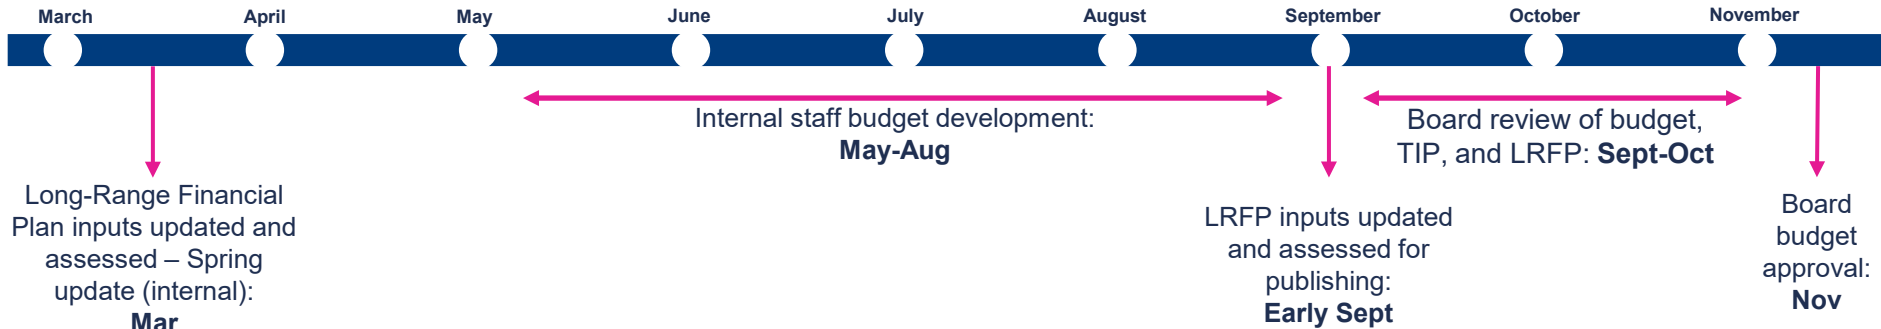 March April May June July August September October November
Internal staff budget development:
May-Aug
Board review of budget,
TIP, and LRFP: Sept-Oct
Long-Range Financial
Plan inputs updated and
assessed – Spring
update (internal):
Mar
LRFP inputs updated
and assessed for
publishing:
Early Sept
Board
budget
approval:
Nov